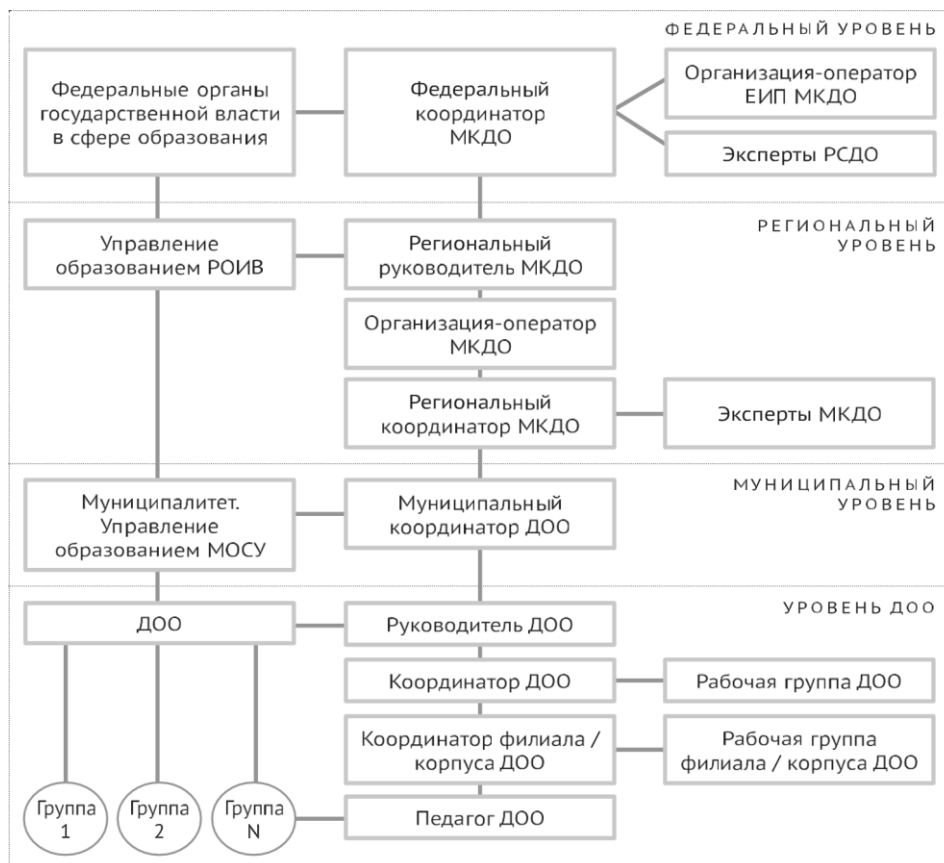 ФЕДЕРАЛЬНЫЙ УРОВЕНЬ
Федеральные органы
государственной власти
в сфере образования
Федеральный
координатор
МКДО
Организация-оператор
ЕИП МКДО
Эксперты РСДО
РЕГИОНАЛЬНЫЙ
УРОВЕНЬ
Управление
образованием РОИВ
Региональный
руководитель МКДО
Организация-оператор
МКДО
Региональный
координатор МКДО
Эксперты МКДО
МУНИЦИПАЛЬНЫЙ
УРОВЕНЬ
Муниципалитет.
Управление
образованием МОСУ
Муниципальный
координатор ДОО
УРОВЕНЬ ДОО
ДОО
Руководитель ДОО
Координатор ДОО
Рабочая группа ДОО
Координатор филиала /
корпуса ДОО
Рабочая группа
филиала / корпуса ДОО
Группа
1
Группа
2
Группа
N
Педагог ДОО